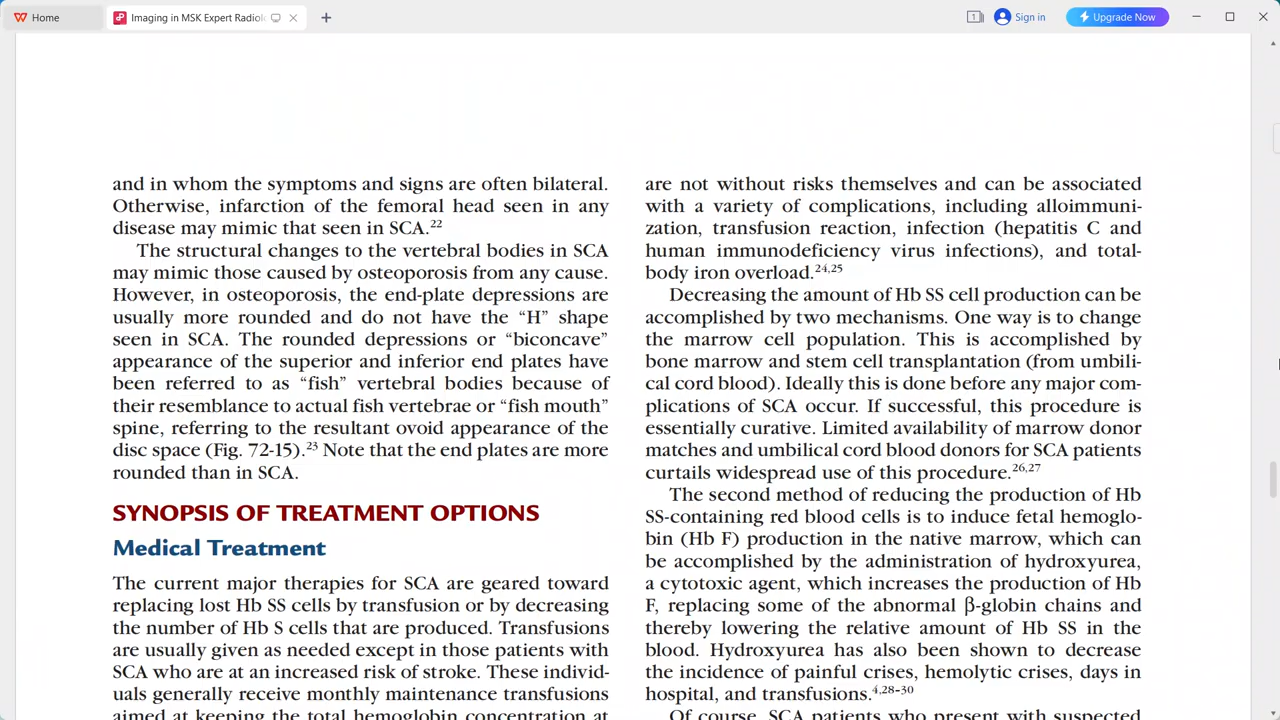 Home
Imaging in MSK Expert Radiol
1
Sign in
Upgrade Now
and in whom the symptoms and signs are often bilateral.
Otherwise, infarction of the femoral head seen in any
disease may mimic that seen in SCA.22
The structural changes to the vertebral bodies in SCA
may mimic those caused by osteoporosis from any cause.
However, in osteoporosis, the end-plate depressions are
usually more rounded and do not have the “H” shape
seen in SCA. The rounded depressions or “biconcave”
appearance of the superior and inferior end plates have
been referred to as “fish” vertebral bodies because of
their resemblance to actual fish vertebrae or “fish mouth”
spine, referring to the resultant ovoid appearance of the
disc space (Fig. 72-15).23 Note that the end plates are more
rounded than in SCA.
SYNOPSIS OF TREATMENT OPTIONS
Medical Treatment
The current major therapies for SCA are geared toward
replacing lost Hb SS cells by transfusion or by decreasing
the number of Hb S cells that are produced. Transfusions
are usually given as needed except in those patients with
SCA who are at an increased risk of stroke. These individ-
uals generally receive monthly maintenance transfusions
aimed at keeping the total hemoglobin concentration at
are not without risks themselves and can be associated
with a variety of complications, including alloimmuni-
zation, transfusion reaction, infection (hepatitis C and
human immunodeficiency virus infections), and total-
body iron overload.24,25
Decreasing the amount of Hb SS cell production can be
accomplished by two mechanisms. One way is to change
the marrow cell population. This is accomplished by
bone marrow and stem cell transplantation (from umbili-
cal cord blood). Ideally this is done before any major com-
plications of SCA occur. If successful, this procedure is
essentially curative. Limited availability of marrow donor
matches and umbilical cord blood donors for SCA patients
curtails widespread use of this procedure.26,27
The second method of reducing the production of Hb
SS-containing red blood cells is to induce fetal hemoglo-
bin (Hb F) production in the native marrow, which can
be accomplished by the administration of hydroxyurea,
a cytotoxic agent, which increases the production of Hb
F, replacing some of the abnormal β-globin chains and
thereby lowering the relative amount of Hb SS in the
blood. Hydroxyurea has also been shown to decrease
the incidence of painful crises, hemolytic crises, days in
hospital, and transfusions.4,28-30
Of course, SCA patients who present with suspected